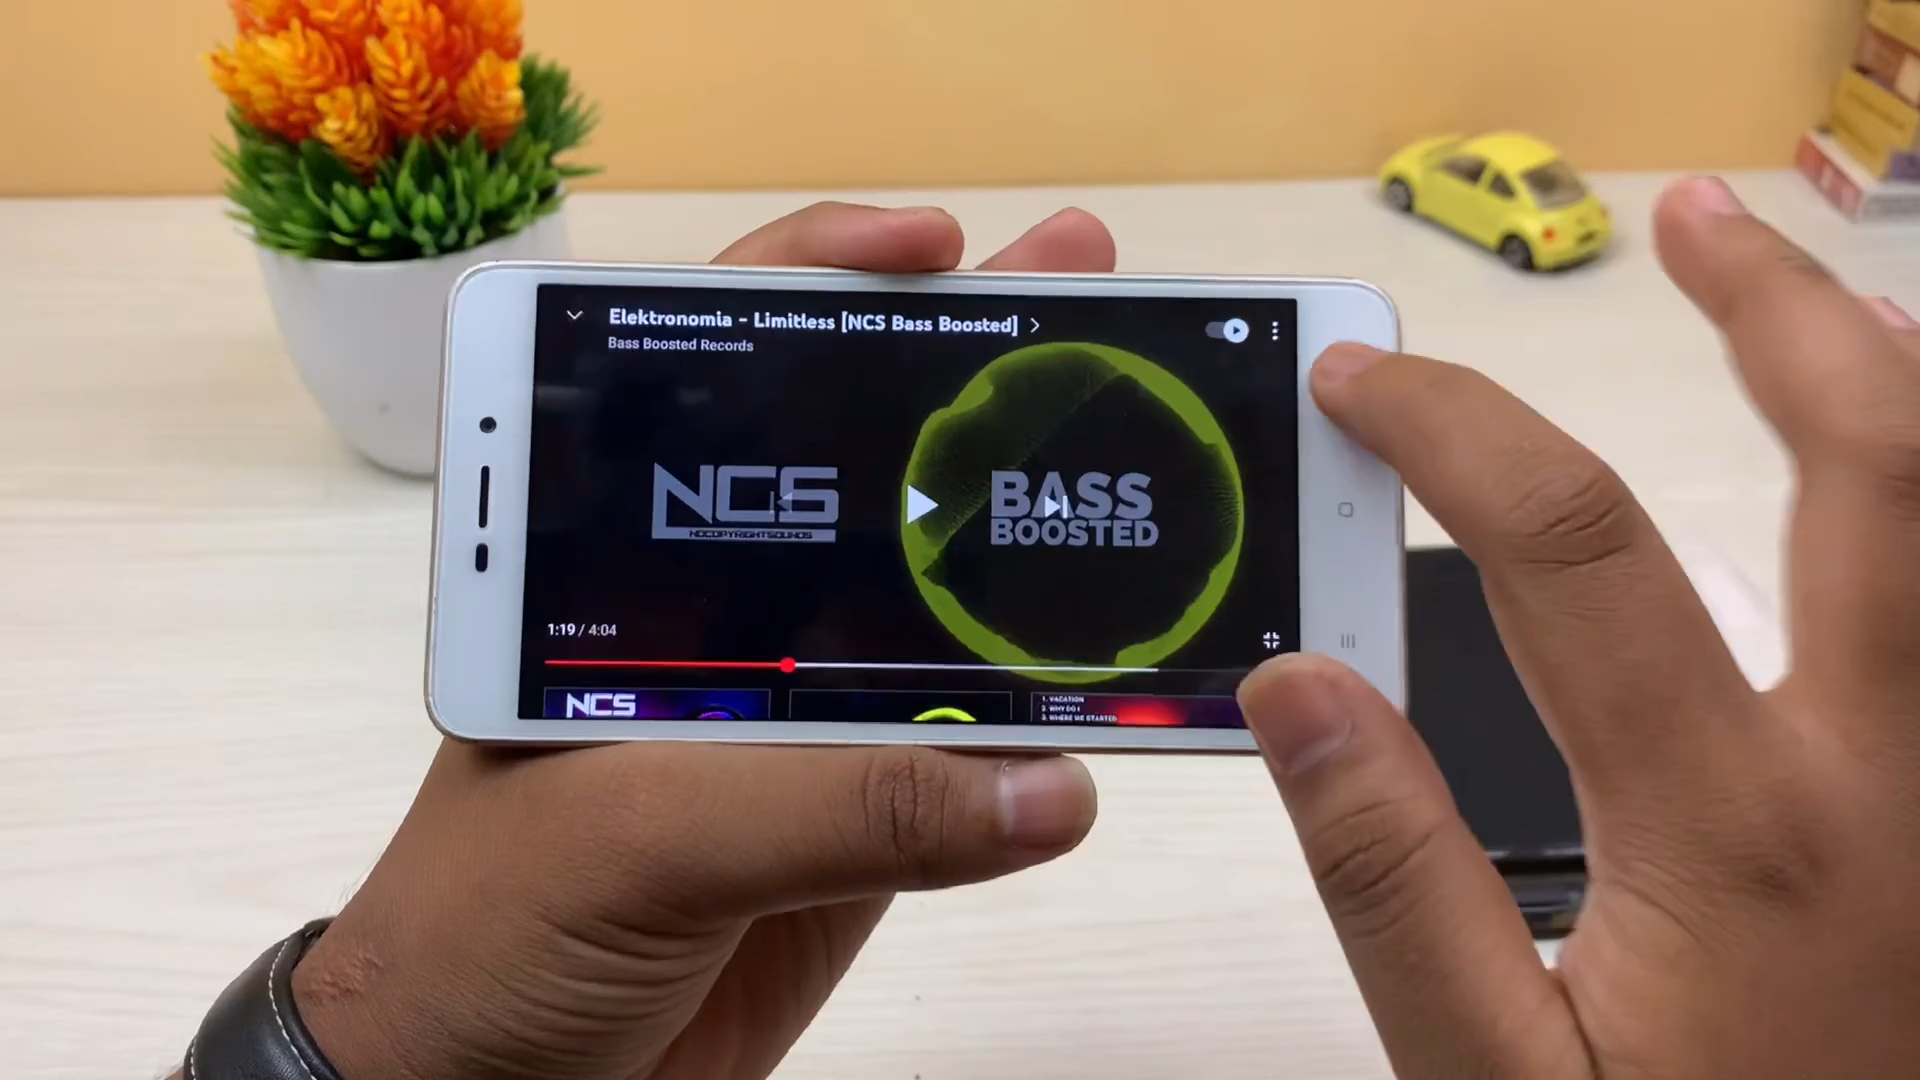 Elektronomia - Limitless [NCS Bass Boosted]
Bass Boosted Records
NCS
NOCOPYRIGHTSOUNDS
BASS
BOOSTED
1:19 / 4:04
NCS
1. VACATION
2. WHY DO I
3. WHERE WE STARTED